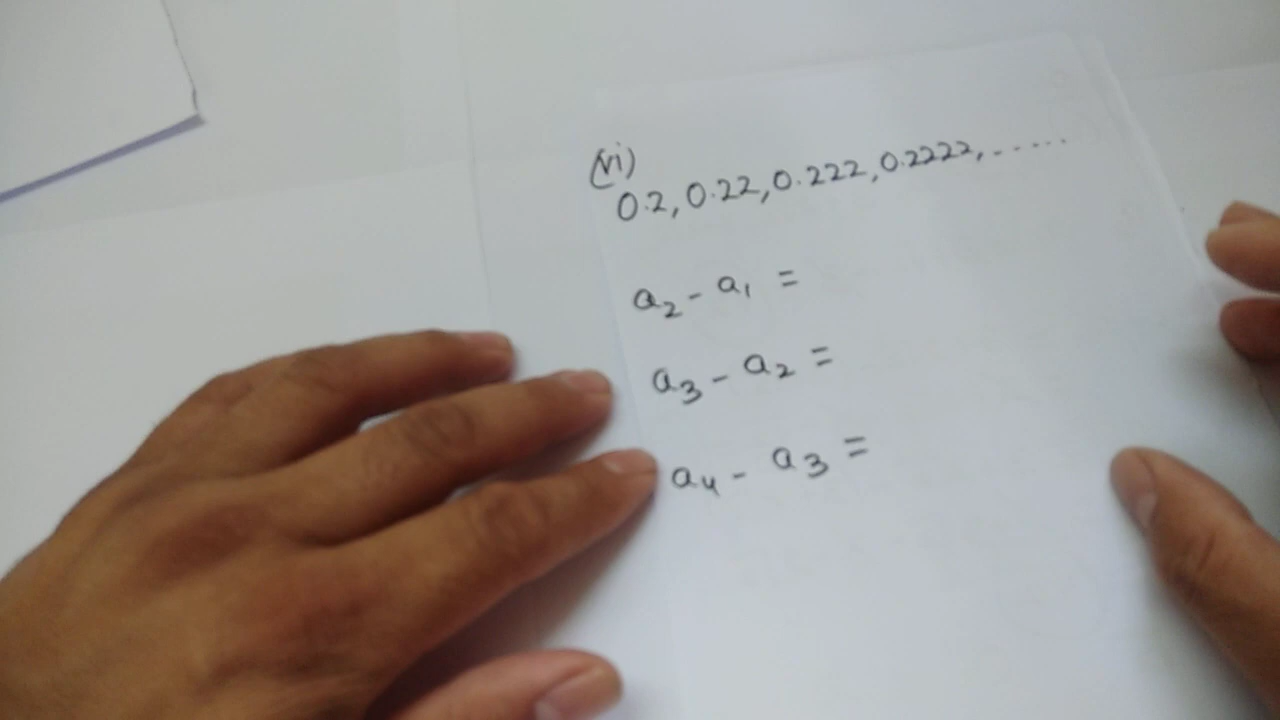 (vi)
0.2, 0.22, 0.222, 0.2222, .....
a₂ - a₁ =
a₃ - a₂ =
a₄ - a₃ =